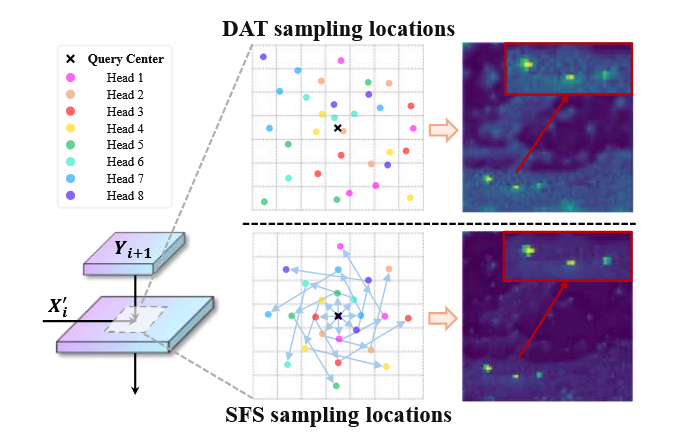 DAT sampling locations
Query Center
Head 1
Head 2
Head 3
Head 4
Head 5
Head 6
Head 7
Head 8
Y_{i+1}
X'_i
SFS sampling locations